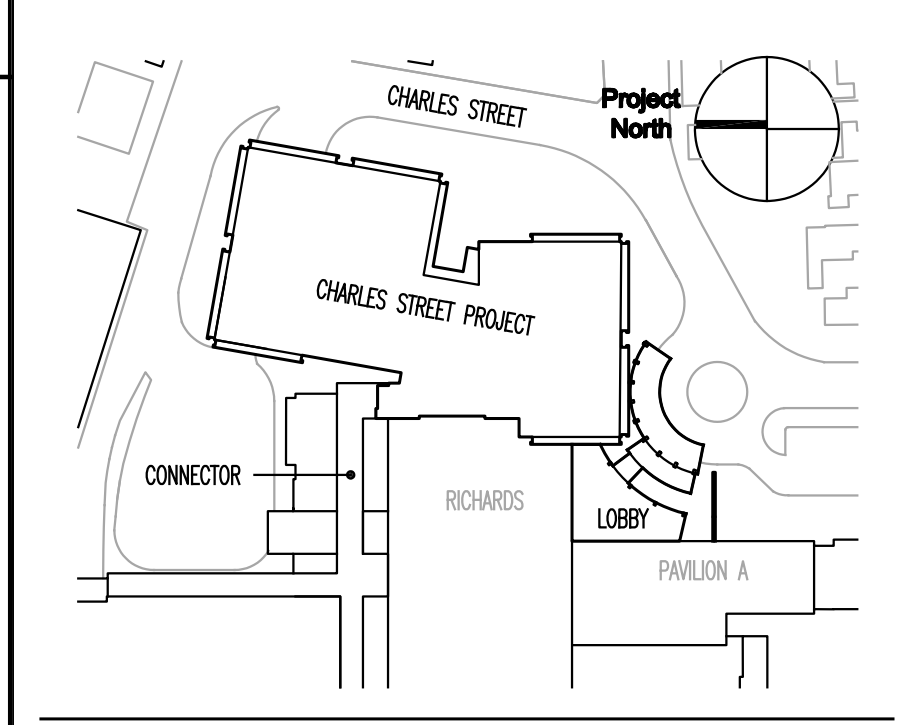 CHARLES STREET
Project
North
CHARLES STREET PROJECT
CONNECTOR
RICHARDS
LOBBY
PAVILION A